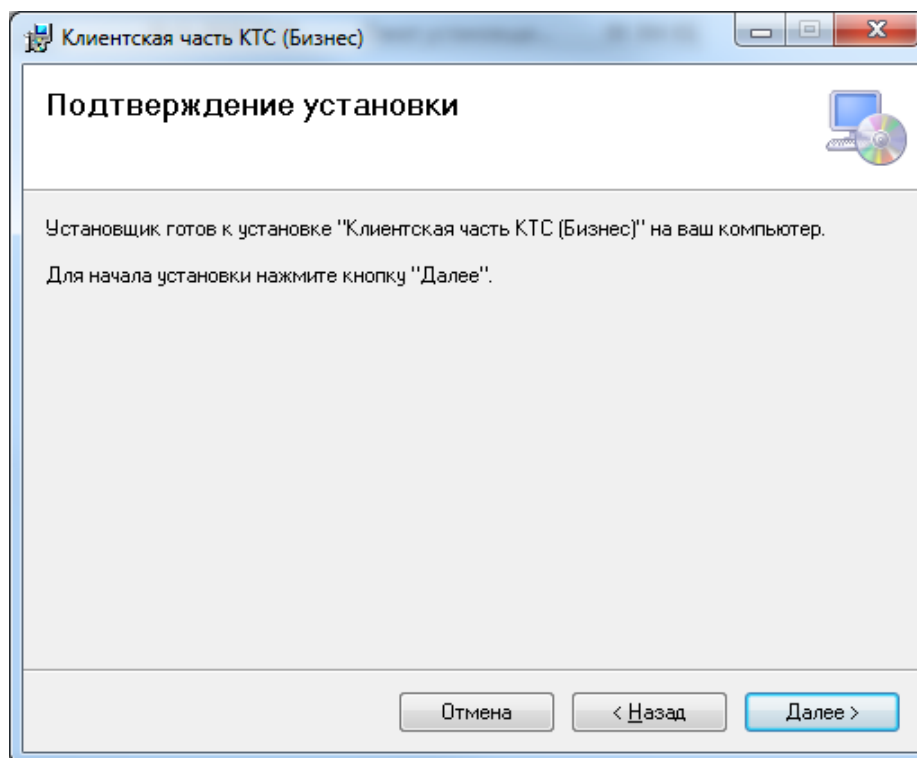 Клиентская часть КТС (Бизнес)
Подтверждение установки
Установщик готов к установке "Клиентская часть КТС (Бизнес)" на ваш компьютер.
Для начала установки нажмите кнопку "Далее".
Отмена
< Назад
Далее >